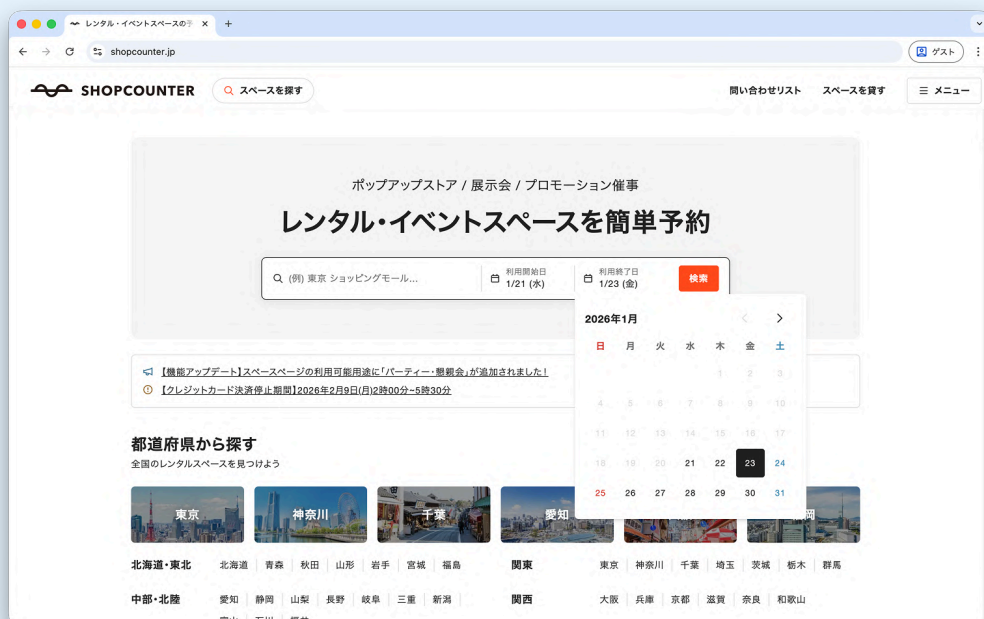 レンタル・イベントスペースの予
shopcounter.jp
ゲスト
SHOPCOUNTER
スペースを探す
問い合わせリスト
スペースを貸す
メニュー
ポップアップストア / 展示会 / プロモーション催事
レンタル・イベントスペースを簡単予約
(例) 東京 ショッピングモール...
利用開始日
1/21 (水)
利用終了日
1/23 (金)
検索
2026年1月
日 月 火 水 木 金 土
1 2 3
4 5 6 7 8 9 10
11 12 13 14 15 16 17
18 19 20 21 22 23 24
25 26 27 28 29 30 31
【機能アップデート】スペースページの利用可能用途に「パーティー・懇親会」が追加されました！
【クレジットカード決済停止期間】2026年2月9日(月)2時00分~5時30分
都道府県から探す
全国のレンタルスペースを見つけよう
東京
神奈川
千葉
愛知
岡
北海道・東北 北海道 青森 秋田 山形 岩手 宮城 福島
関東 東京 神奈川 千葉 埼玉 茨城 栃木 群馬
中部・北陸 愛知 静岡 山梨 長野 岐阜 三重 新潟
関西 大阪 兵庫 京都 滋賀 奈良 和歌山